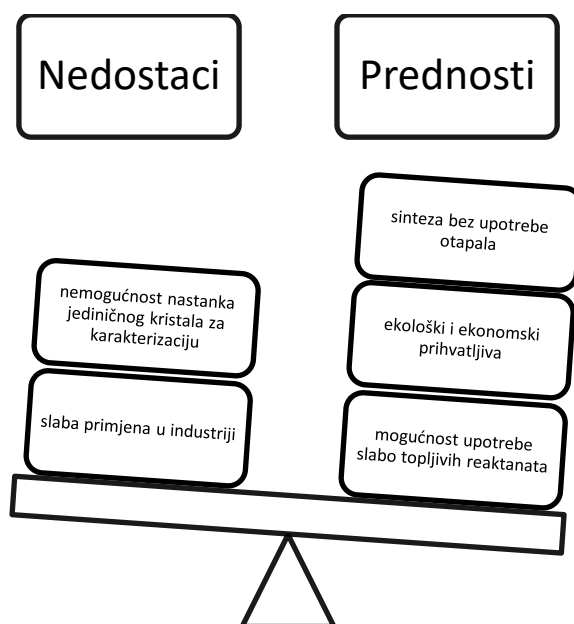 Nedostaci
Prednosti
nemogućnost nastanka
jediničnog kristala za
karakterizaciju
slaba primjena u industriji
sinteza bez upotrebe
otapala
ekološki i ekonomski
prihvatljiva
mogućnost upotrebe
slabo topljivih reaktanata